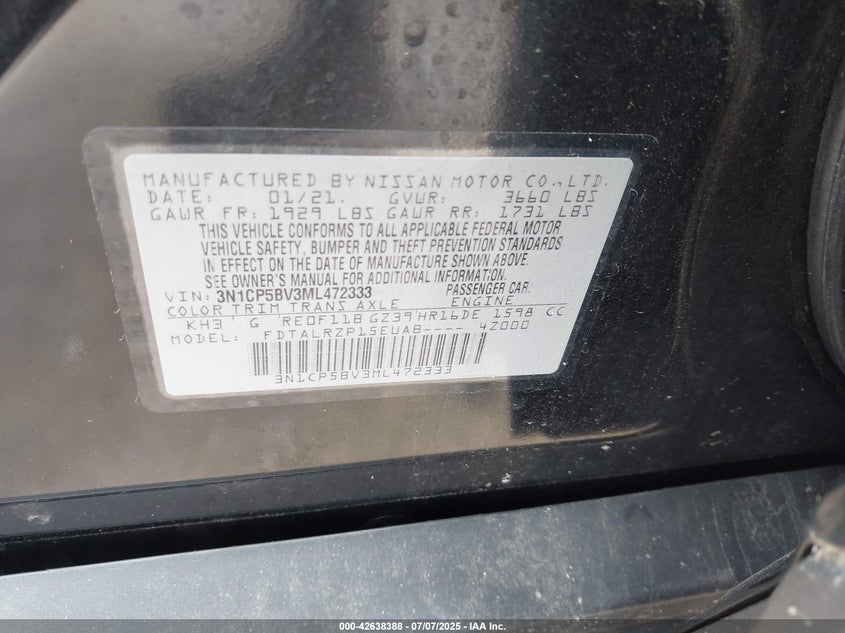 MANUFACTURED BY NISSAN MOTOR CO.,LTD.
DATE: 01/21. GVWR: 3660 LBS
GAWR FR: 1929 LBS GAWR RR: 1731 LBS
THIS VEHICLE CONFORMS TO ALL APPLICABLE FEDERAL MOTOR
VEHICLE SAFETY, BUMPER AND THEFT PREVENTION STANDARDS
IN EFFECT ON THE DATE OF MANUFACTURE SHOWN ABOVE.
SEE OWNER'S MANUAL FOR ADDITIONAL INFORMATION.
VIN: 3N1CP5BV3ML472333 PASSENGER CAR
COLOR TRIM TRANS AXLE ENGINE
KH3 G RE0F11B GZ39 HR16DE 1598 CC
MODEL: FDTALRZP15EUAB---- 4Z000
3N1CP5BV3ML472333
000-42638388 - 07/07/2025 - IAA Inc.